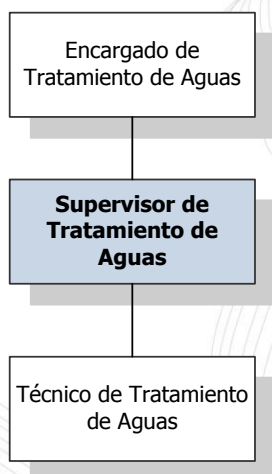 Encargado de
Tratamiento de Aguas
Supervisor de
Tratamiento de
Aguas
Técnico de Tratamiento
de Aguas